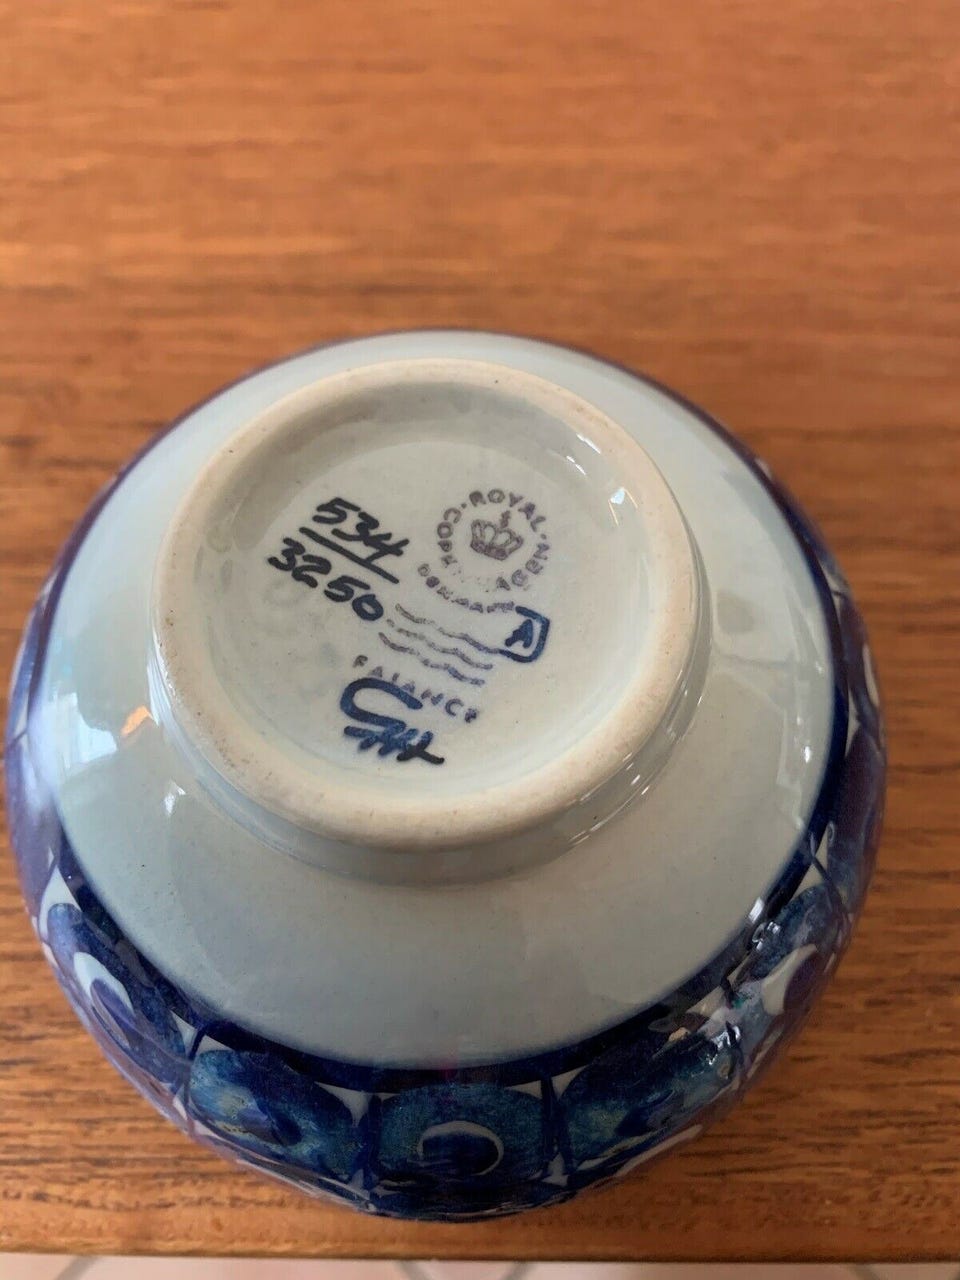 534
3250
ROYAL COPENHAGEN
DENMARK
FAIANCE